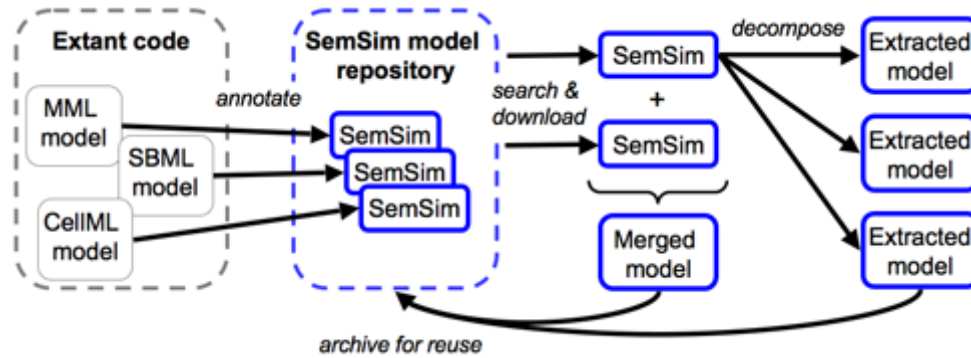 Extant code
MML
model
SBML
model
CellML
model
annotate
SemSim model
repository
SemSim
SemSim
SemSim
search &
download
SemSim
+
SemSim
Merged
model
decompose
Extracted
model
Extracted
model
Extracted
model
archive for reuse